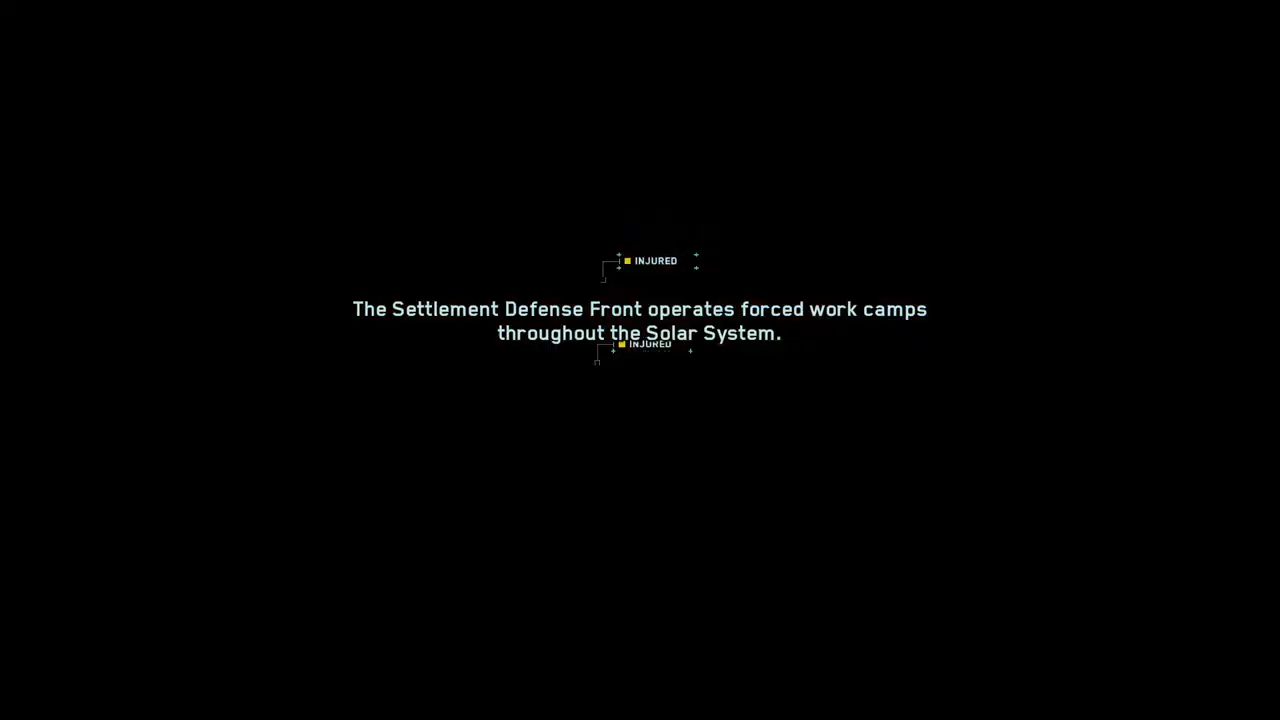 INJURED
The Settlement Defense Front operates forced work camps
throughout the Solar System.
INJURED